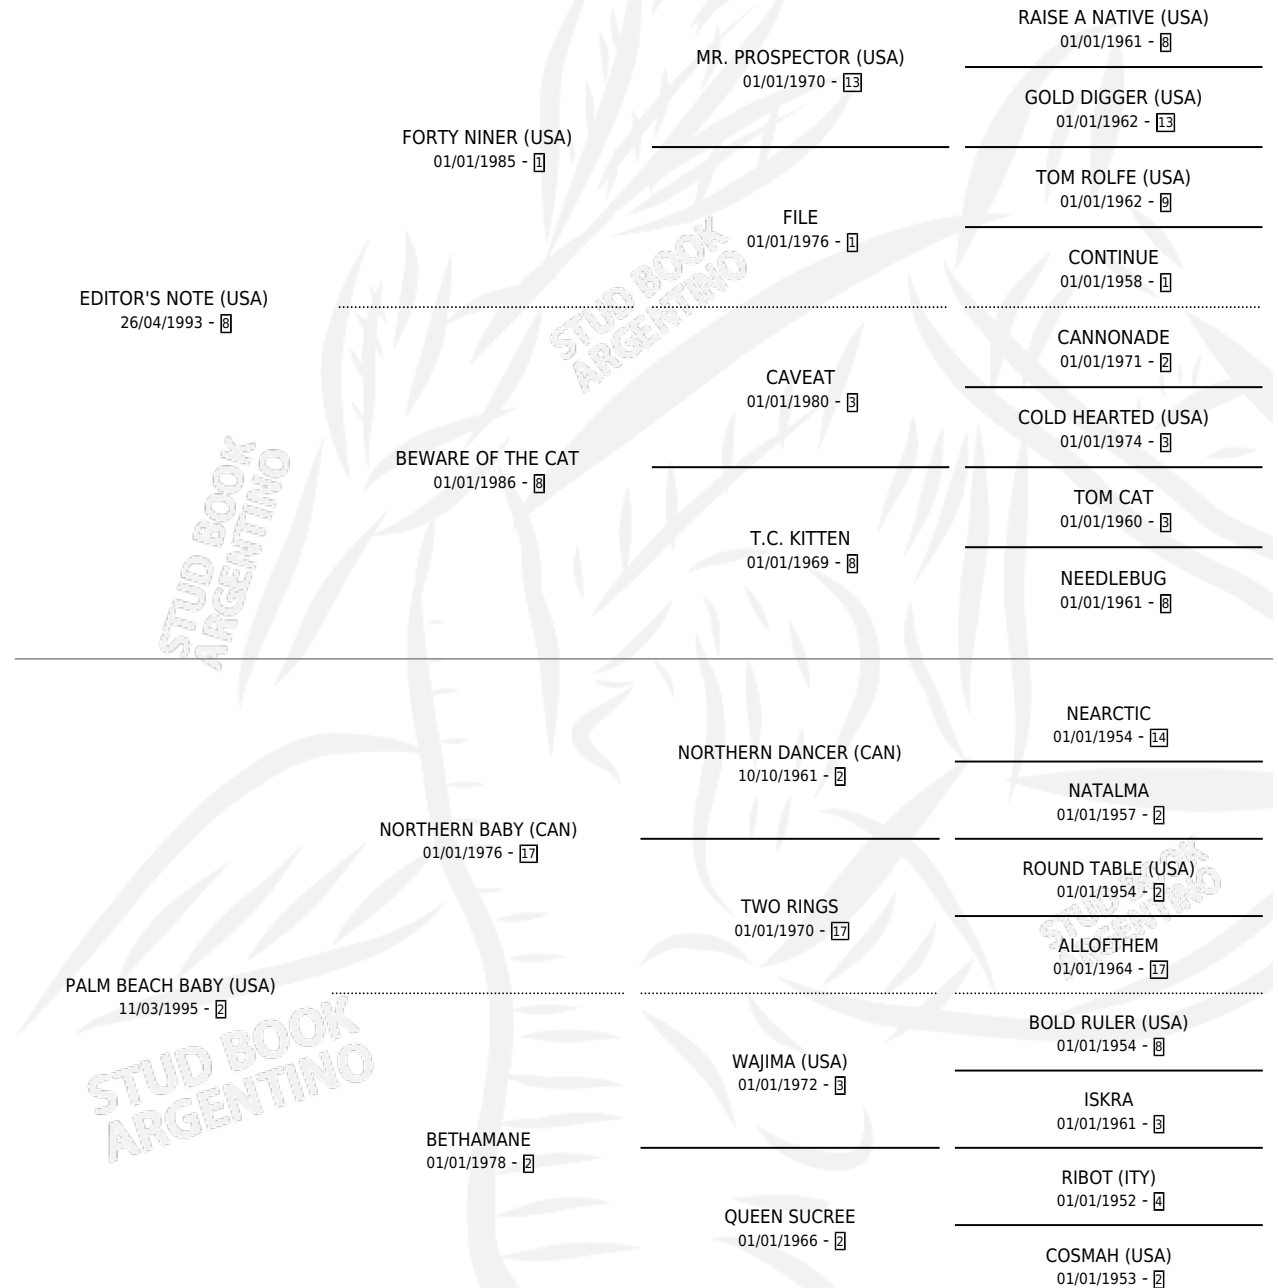 RAISE A NATIVE (USA)
01/01/1961 - 8
MR. PROSPECTOR (USA)
01/01/1970 - 13
GOLD DIGGER (USA)
01/01/1962 - 13
FORTY NINER (USA)
01/01/1985 - 1
TOM ROLFE (USA)
01/01/1962 - 9
FILE
01/01/1976 - 1
CONTINUE
01/01/1958 - 1
EDITOR'S NOTE (USA)
26/04/1993 - 8
STUD BOOK
ARGENTINO
CANNONADE
01/01/1971 - 2
CAVEAT
01/01/1980 - 3
COLD HEARTED (USA)
01/01/1974 - 3
BEWARE OF THE CAT
01/01/1986 - 8
TOM CAT
01/01/1960 - 3
T.C. KITTEN
01/01/1969 - 8
NEEDLEBUG
01/01/1961 - 8
STUD BOOK
ARGENTINO
NEARCTIC
01/01/1954 - 14
NORTHERN DANCER (CAN)
10/10/1961 - 2
NATALMA
01/01/1957 - 2
NORTHERN BABY (CAN)
01/01/1976 - 17
ROUND TABLE (USA)
01/01/1954 - 2
TWO RINGS
01/01/1970 - 17
STUD BOOK
ARGENTINO
ALLOFTHEM
01/01/1964 - 17
PALM BEACH BABY (USA)
11/03/1995 - 2
STUD BOOK
ARGENTINO
BOLD RULER (USA)
01/01/1954 - 8
WAJIMA (USA)
01/01/1972 - 3
ISKRA
01/01/1961 - 3
BETHAMANE
01/01/1978 - 2
RIBOT (ITY)
01/01/1952 - 4
QUEEN SUCREE
01/01/1966 - 2
COSMAH (USA)
01/01/1953 - 2